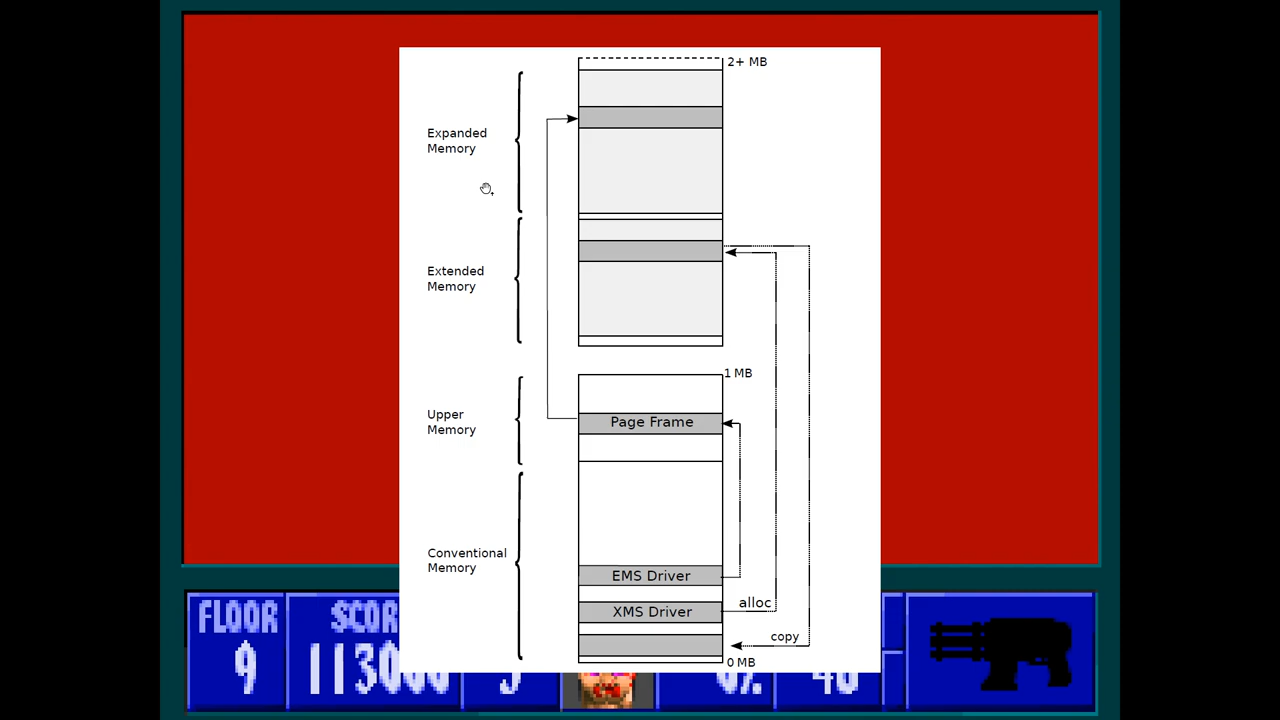 2+ MB
Expanded
Memory
Extended
Memory
1 MB
Upper
Memory
Page Frame
Conventional
Memory
EMS Driver
XMS Driver
alloc
copy
0 MB
FLOOR
9